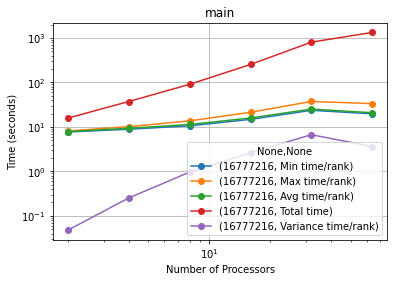 main
Time (seconds)
10³
10²
10¹
10⁰
10⁻¹
None,None
(16777216, Min time/rank)
(16777216, Max time/rank)
(16777216, Avg time/rank)
(16777216, Total time)
(16777216, Variance time/rank)
10¹
Number of Processors